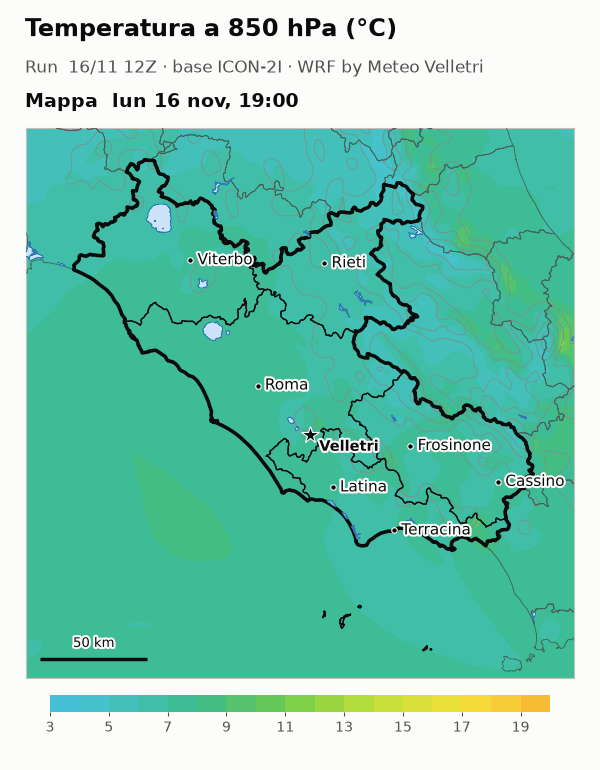 Temperatura a 850 hPa (°C)
Run  16/11 12Z · base ICON-2I · WRF by Meteo Velletri
Mappa  lun 16 nov, 19:00
Viterbo
Rieti
Roma
Velletri
Frosinone
Latina
Cassino
Terracina
50 km
3 5 7 9 11 13 15 17 19